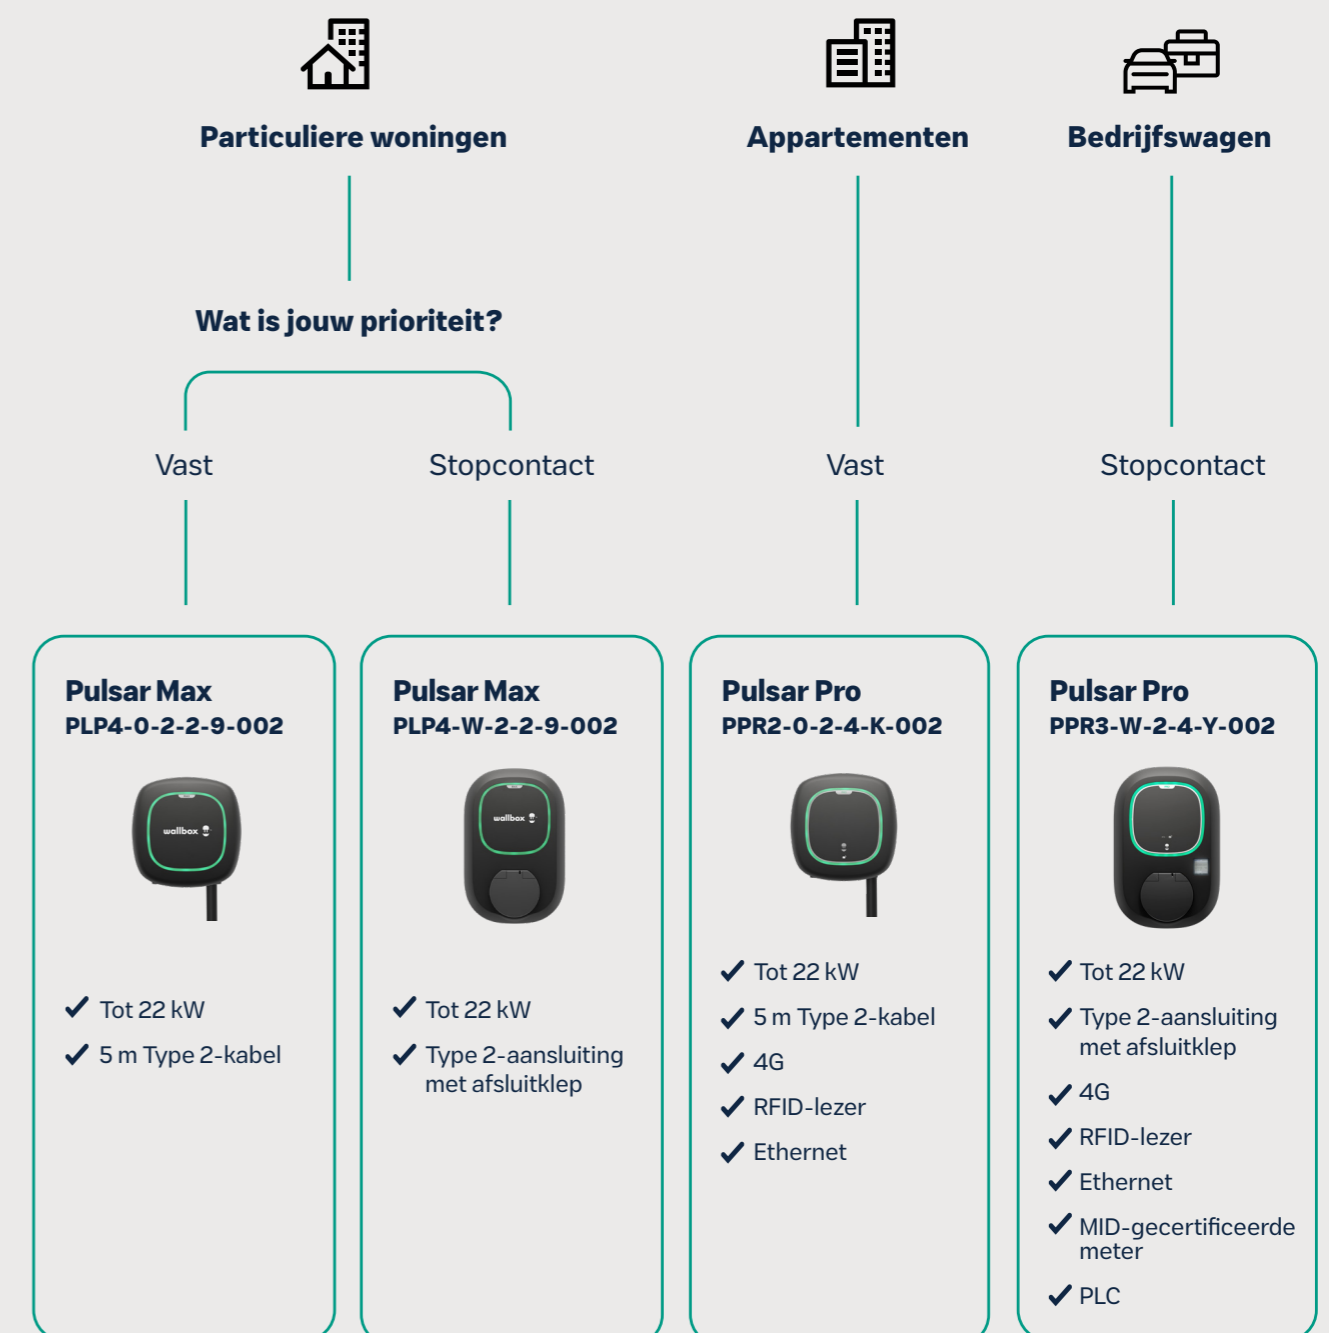 Particuliere woningen
Appartementen
Bedrijfswagen
Wat is jouw prioriteit?
Vast
Stopcontact
Vast
Stopcontact
Pulsar Max
PLP4-0-2-2-9-002
wallbox
Tot 22 kW
5 m Type 2-kabel
Pulsar Max
PLP4-W-2-2-9-002
wallbox
Tot 22 kW
Type 2-aansluiting
met afsluitklep
Pulsar Pro
PPR2-0-2-4-K-002
Tot 22 kW
5 m Type 2-kabel
4G
RFID-lezer
Ethernet
Pulsar Pro
PPR3-W-2-4-Y-002
Tot 22 kW
Type 2-aansluiting
met afsluitklep
4G
RFID-lezer
Ethernet
MID-gecertificeerde
meter
PLC